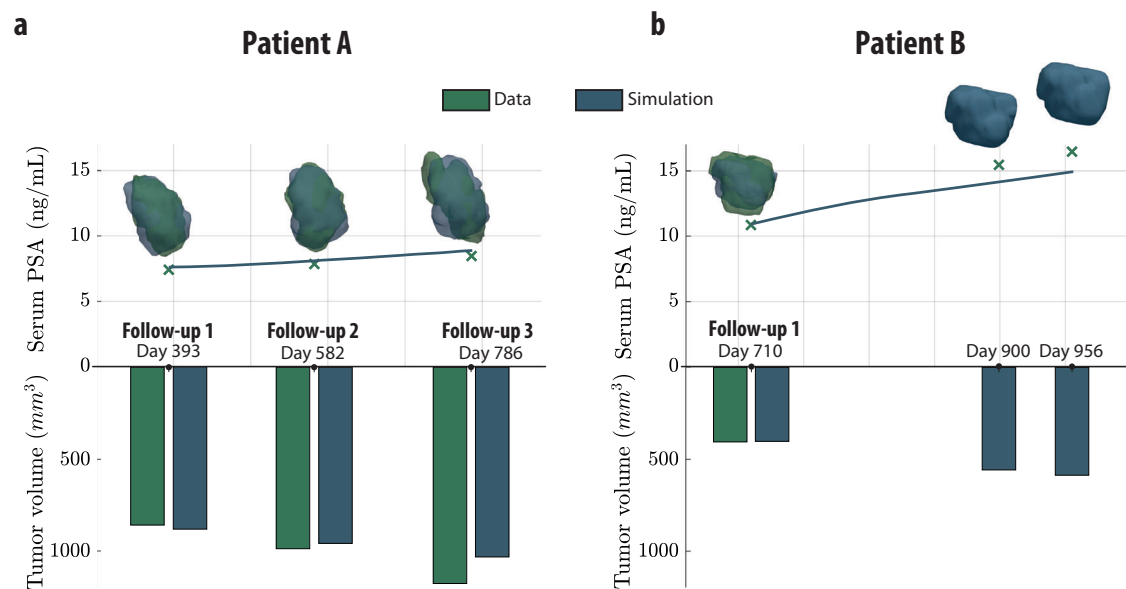 a
Patient A
b
Patient B
Data
Simulation
Serum PSA (ng/mL)
15
10
5
0
Follow-up 1
Day 393
Follow-up 2
Day 582
Follow-up 3
Day 786
Tumor volume (mm³)
500
1000
Serum PSA (ng/mL)
15
10
5
0
Follow-up 1
Day 710
Day 900
Day 956
Tumor volume (mm³)
500
1000